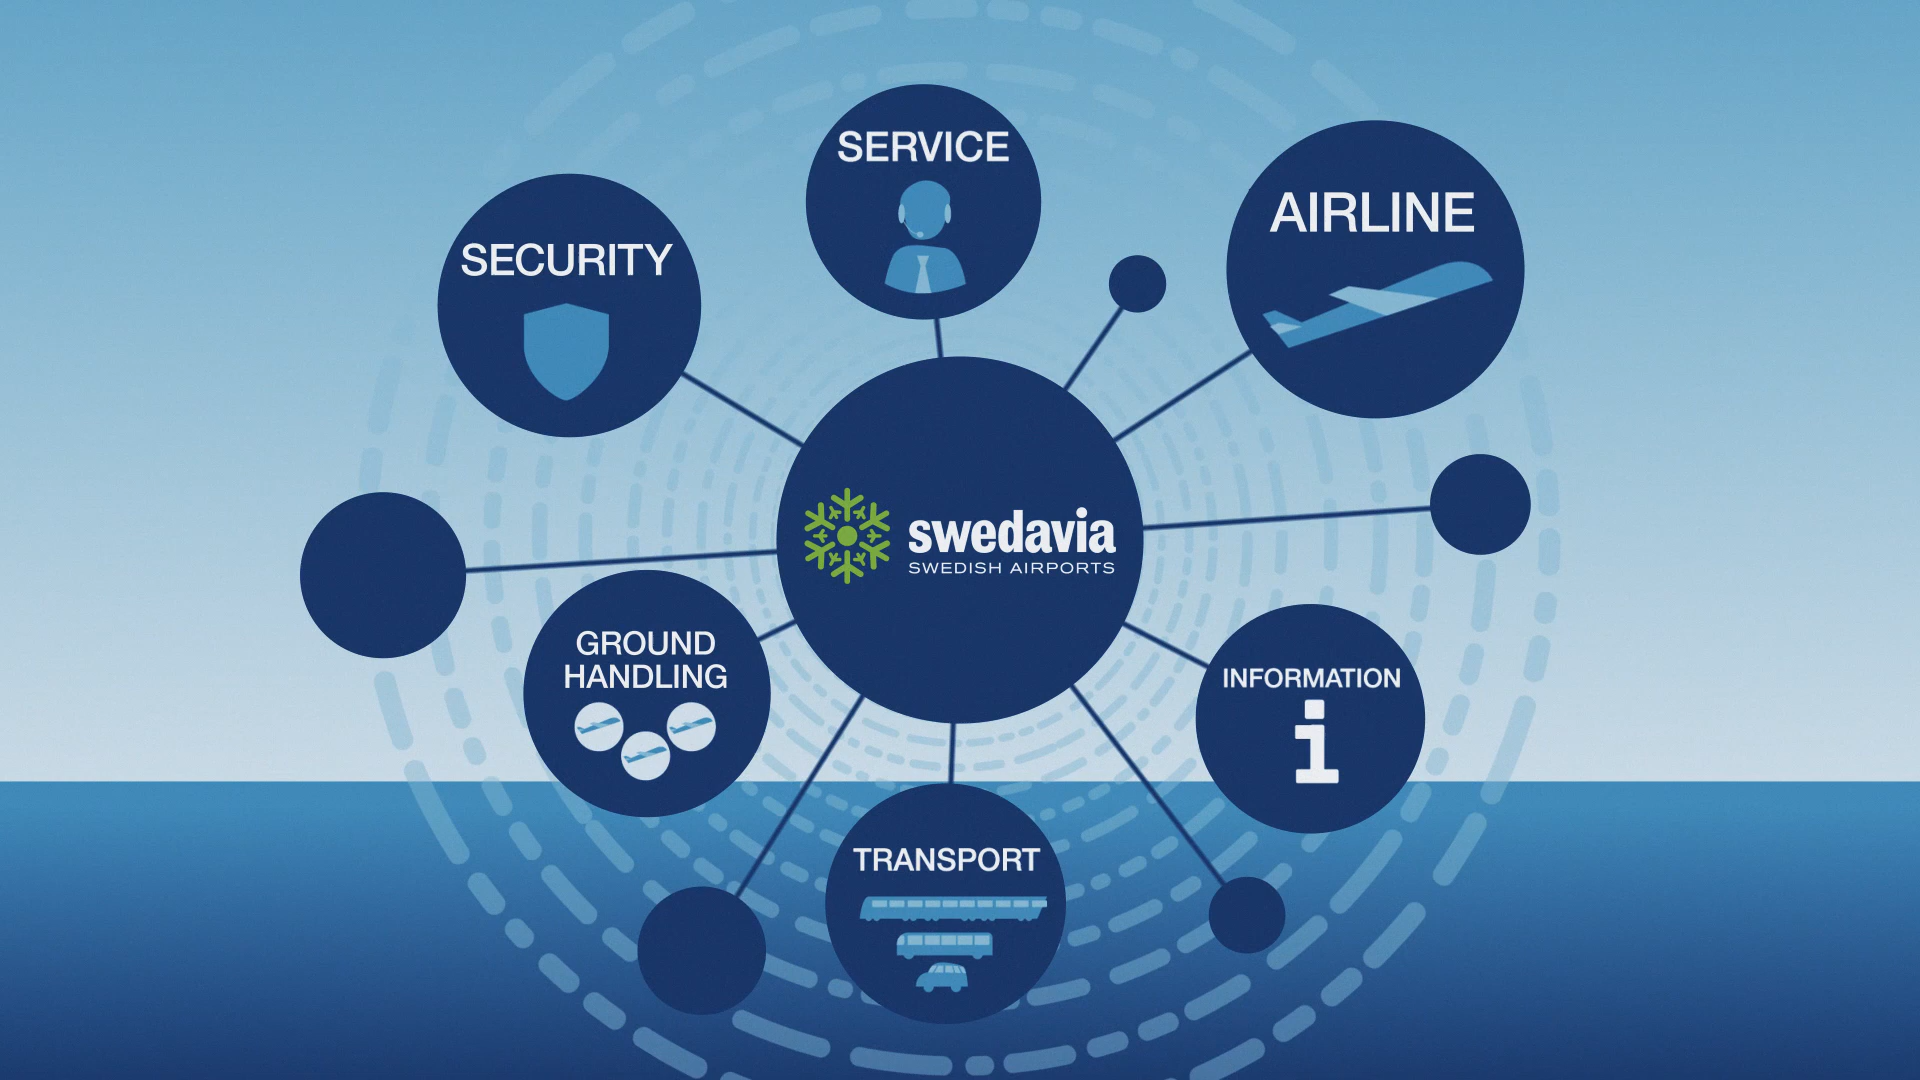 SERVICE
AIRLINE
SECURITY
swedavia
SWEDISH AIRPORTS
GROUND
HANDLING
INFORMATION
i
TRANSPORT